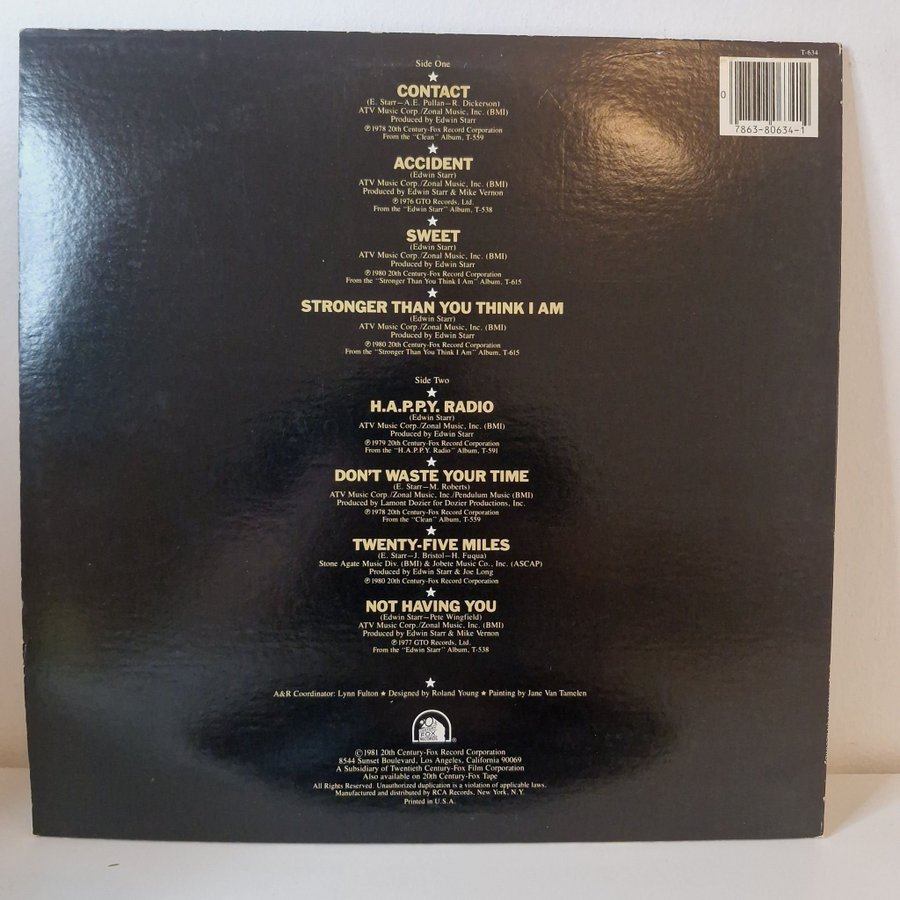 T-634
0
7863-80634-1
Side One
★
CONTACT
(E. Starr—A.E. Pullan—R. Dickerson)
ATV Music Corp./Zonal Music, Inc. (BMI)
Produced by Edwin Starr
℗1978 20th Century-Fox Record Corporation
From the "Clean" Album, T-559
★
ACCIDENT
(Edwin Starr)
ATV Music Corp./Zonal Music, Inc. (BMI)
Produced by Edwin Starr & Mike Vernon
℗1976 GTO Records, Ltd.
From the "Edwin Starr" Album, T-538
★
SWEET
(Edwin Starr)
ATV Music Corp./Zonal Music, Inc. (BMI)
Produced by Edwin Starr
℗1980 20th Century-Fox Record Corporation
From the "Stronger Than You Think I Am" Album, T-615
★
STRONGER THAN YOU THINK I AM
(Edwin Starr)
ATV Music Corp./Zonal Music, Inc. (BMI)
Produced by Edwin Starr
℗1980 20th Century-Fox Record Corporation
From the "Stronger Than You Think I Am" Album, T-615
Side Two
★
H.A.P.P.Y. RADIO
(Edwin Starr)
ATV Music Corp./Zonal Music, Inc. (BMI)
Produced by Edwin Starr
℗1979 20th Century-Fox Record Corporation
From the "H.A.P.P.Y. Radio" Album, T-591
★
DON'T WASTE YOUR TIME
(E. Starr—M. Roberts)
ATV Music Corp./Zonal Music, Inc./Pendulum Music (BMI)
Produced by Lamont Dozier for Dozier Productions, Inc.
℗1978 20th Century-Fox Record Corporation
From the "Clean" Album, T-559
★
TWENTY-FIVE MILES
(E. Starr—J. Bristol—H. Fuqua)
Stone Agate Music Div. (BMI) & Jobete Music Co., Inc. (ASCAP)
Produced by Edwin Starr & Joe Long
℗1980 20th Century-Fox Record Corporation
★
NOT HAVING YOU
(Edwin Starr—Pete Wingfield)
ATV Music Corp./Zonal Music, Inc. (BMI)
Produced by Edwin Starr & Mike Vernon
℗1977 GTO Records, Ltd.
From the "Edwin Starr" Album, T-538
★
A&R Coordinator: Lynn Fulton ★ Designed by Roland Young ★ Painting by Jane Van Tamelen
FOX
RECORDS
®
©1981 20th Century-Fox Record Corporation
8544 Sunset Boulevard, Los Angeles, California 90069
A Subsidiary of Twentieth Century-Fox Film Corporation
Also available on 20th Century-Fox Tape
All Rights Reserved. Unauthorized duplication is a violation of applicable laws.
Manufactured and distributed by RCA Records, New York, N.Y.
Printed in U.S.A.